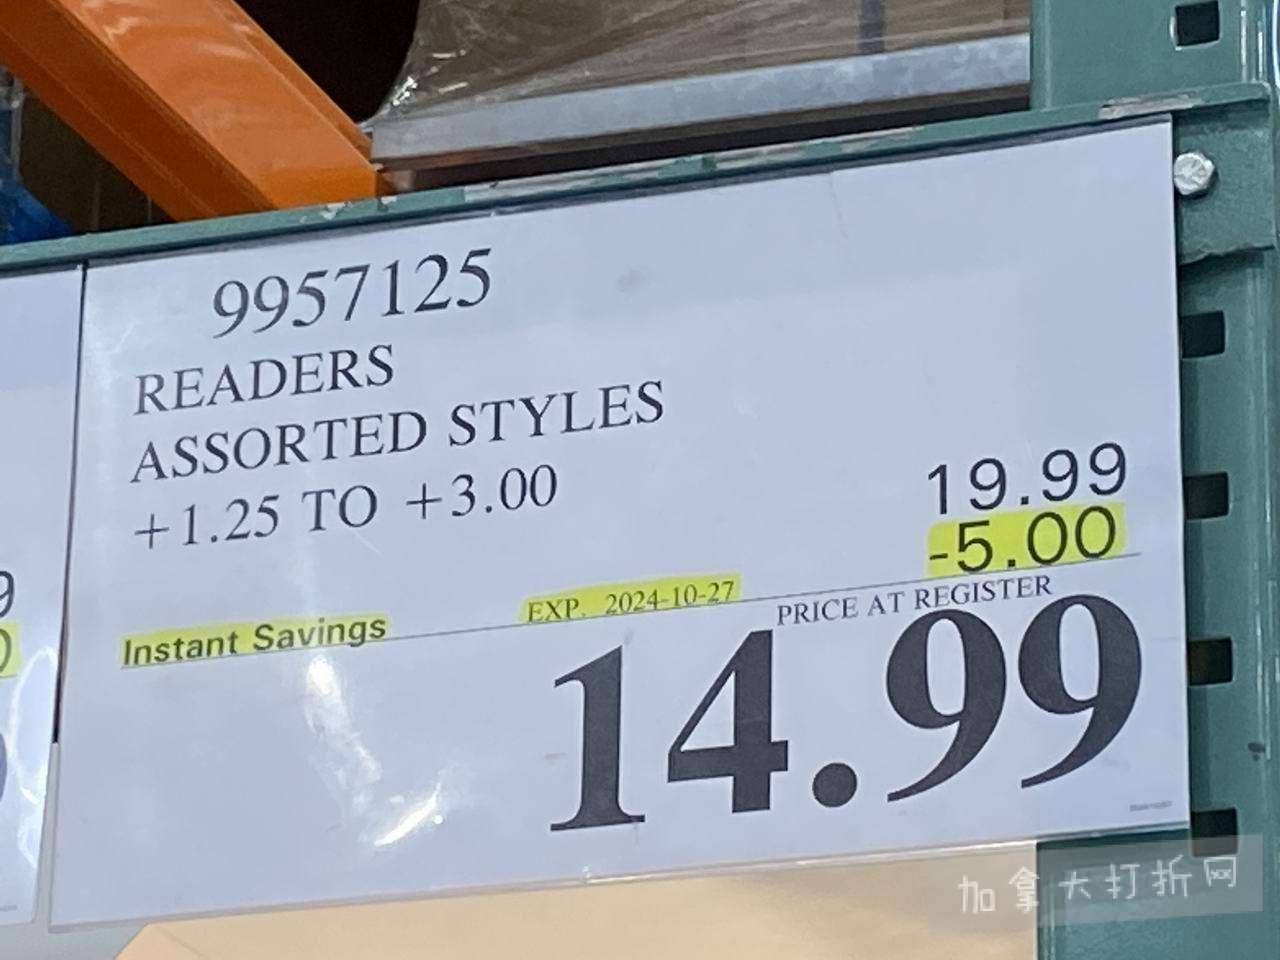 9957125
READERS
ASSORTED STYLES
+1.25 TO +3.00
19.99
-5.00
Instant Savings
EXP. 2024-10-27
PRICE AT REGISTER
14.99
加拿大打折网